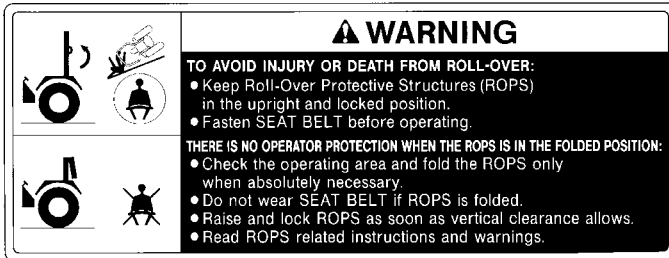 ⚠ WARNING
TO AVOID INJURY OR DEATH FROM ROLL-OVER:
● Keep Roll-Over Protective Structures (ROPS)
in the upright and locked position.
● Fasten SEAT BELT before operating.
THERE IS NO OPERATOR PROTECTION WHEN THE ROPS IS IN THE FOLDED POSITION:
● Check the operating area and fold the ROPS only
when absolutely necessary.
● Do not wear SEAT BELT if ROPS is folded.
● Raise and lock ROPS as soon as vertical clearance allows.
● Read ROPS related instructions and warnings.